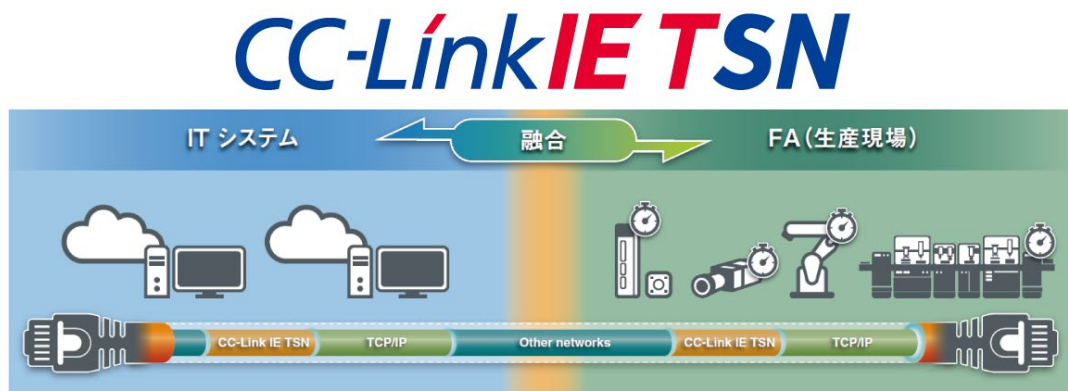 CC-Link IE TSN
IT システム
融合
FA(生産現場)
CC-Link IE TSN
TCP/IP
Other networks
CC-Link IE TSN
TCP/IP